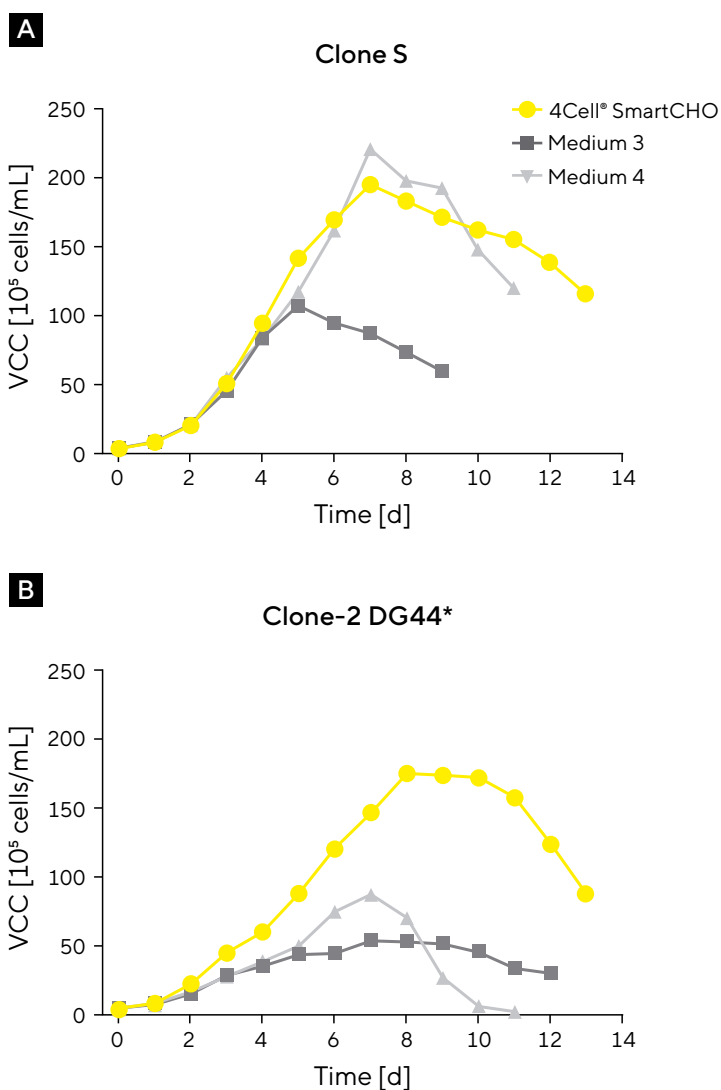 A
Clone S
4Cell® SmartCHO
Medium 3
Medium 4
VCC [10⁵ cells/mL]
250
200
150
100
50
0
0 2 4 6 8 10 12 14
Time [d]
B
Clone-2 DG44*
VCC [10⁵ cells/mL]
250
200
150
100
50
0
0 2 4 6 8 10 12 14
Time [d]